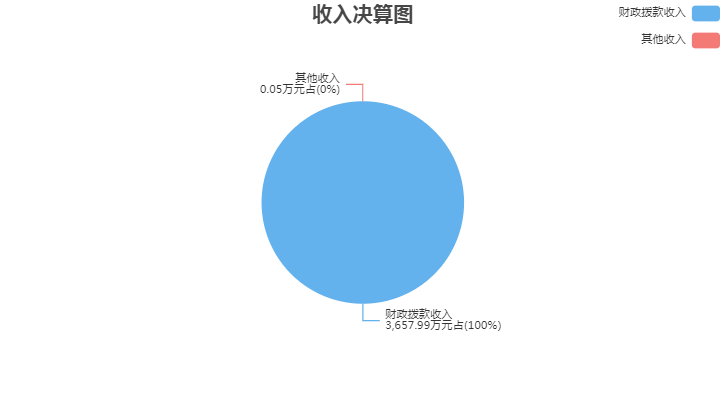 收入决算图
财政拨款收入
其他收入
其他收入
0.05万元占(0%)
财政拨款收入
3,657.99万元占(100%)